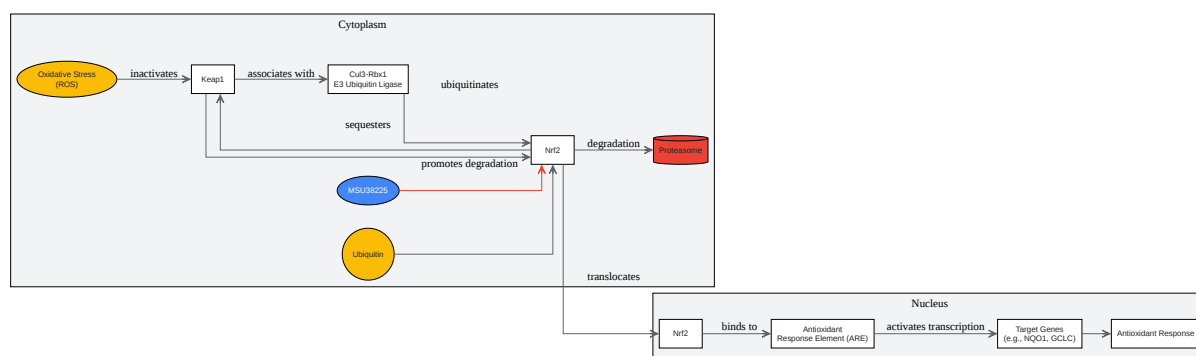 Cytoplasm
Oxidative Stress
(ROS)
inactivates
Keap1
associates with
Cul3-Rbx1
E3 Ubiquitin Ligase
ubiquitinates
sequesters
Nrf2
degradation
Proteasome
promotes degradation
MSU38225
Ubiquitin
translocates
Nucleus
Nrf2
binds to
Antioxidant
Response Element (ARE)
activates transcription
Target Genes
(e.g., NQO1, GCLC)
Antioxidant Response